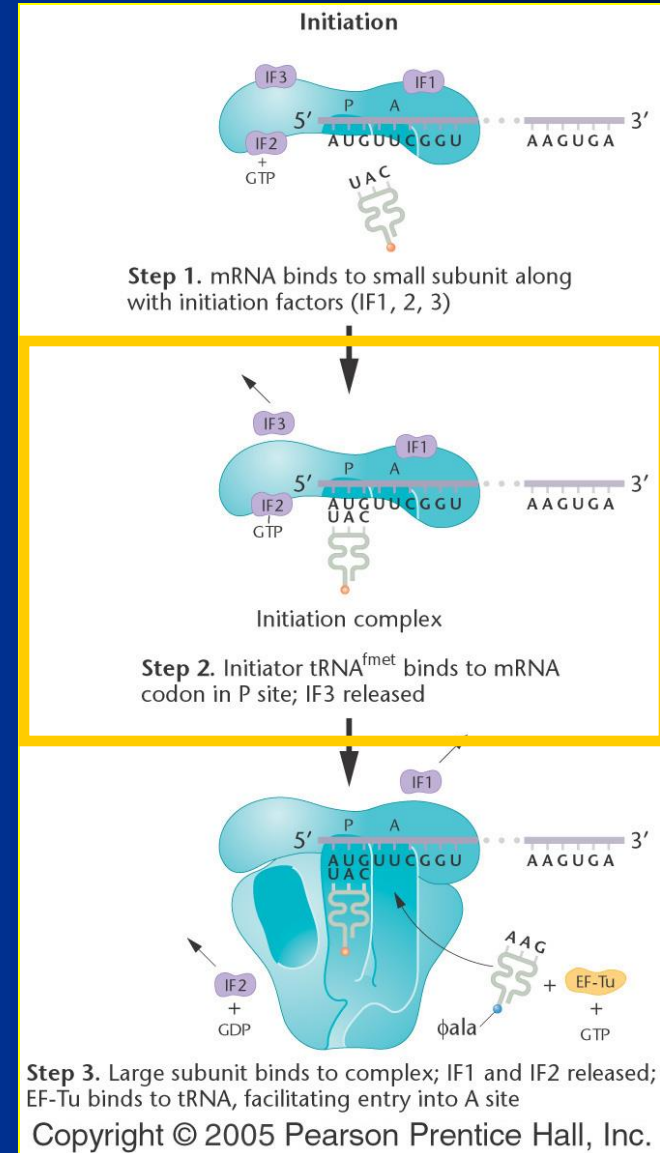 Initiation
IF3
IF1
P A
5′ 3′
IF2
AUGUUCGGU AAGUGA
+
GTP
UAC
Step 1. mRNA binds to small subunit along
with initiation factors (IF1, 2, 3)
IF3
IF1
P A
5′ 3′
IF2
AUGUUCGGU AAGUGA
UAC
GTP
Initiation complex
Step 2. Initiator tRNAfmet binds to mRNA
codon in P site; IF3 released
IF1
P A
5′ 3′
AUGUUCGGU AAGUGA
UAC
AAG
IF2 + EF-Tu
+ +
GDP GTP
ϕala
Step 3. Large subunit binds to complex; IF1 and IF2 released;
EF-Tu binds to tRNA, facilitating entry into A site
Copyright © 2005 Pearson Prentice Hall, Inc.